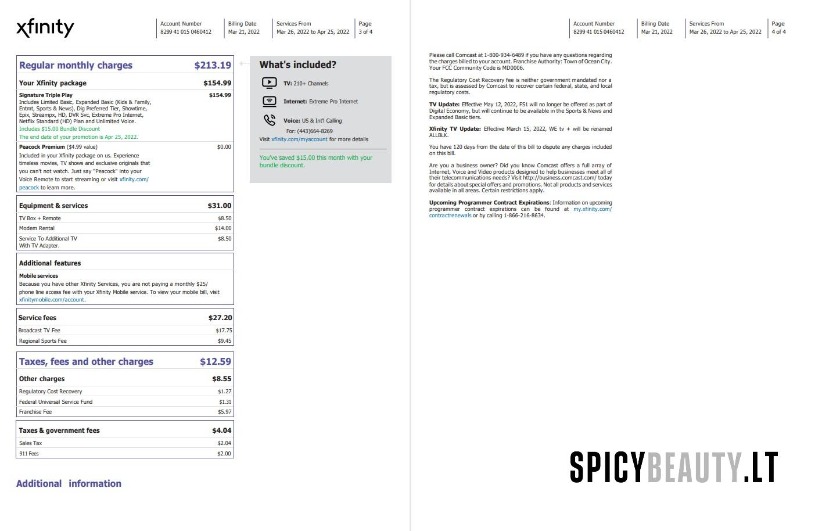 xfinity
Account Number
8299 41 015 0460412
Billing Date
Mar 21, 2022
Services From
Mar 26, 2022 to Apr 25, 2022
Page
3 of 4
Regular monthly charges $213.19
Your Xfinity package $154.99
Signature Triple Play $154.99
Includes Limited Basic, Expanded Basic (Kids & Family,
Entmt, Sports & News), Dig Preferred Tier, Showtime,
Epix, Streampix, HD, DVR Svc, Extreme Pro Internet,
Netflix Standard (HD) Plan and Unlimited Voice.
Includes $15.00 Bundle Discount
The end date of your promotion is Apr 25, 2022.
Peacock Premium ($4.99 value) $0.00
Included in your Xfinity package on us. Experience
timeless movies, TV shows and exclusive originals that
you can't not watch. Just say "Peacock" into your
Voice Remote to start streaming or visit xfinity.com/
peacock to learn more.
Equipment & services $31.00
TV Box + Remote $8.50
Modem Rental $14.00
Service To Additional TV $8.50
With TV Adapter.
Additional features
Mobile services
Because you have other Xfinity Services, you are not paying a monthly $25/
phone line access fee with your Xfinity Mobile service. To view your mobile bill, visit
xfinitymobile.com/account.
Service fees $27.20
Broadcast TV Fee $17.75
Regional Sports Fee $9.45
Taxes, fees and other charges $12.59
Other charges $8.55
Regulatory Cost Recovery $1.27
Federal Universal Service Fund $1.31
Franchise Fee $5.97
Taxes & government fees $4.04
Sales Tax $2.04
911 Fees $2.00
Additional information
What's included?
TV: 210+ Channels
Internet: Extreme Pro Internet
Voice: US & Int'l Calling
For: (443)664-8269
Visit xfinity.com/myaccount for more details
You've saved $15.00 this month with your
bundle discount.
Account Number
8299 41 015 0460412
Billing Date
Mar 21, 2022
Services From
Mar 26, 2022 to Apr 25, 2022
Page
4 of 4
Please call Comcast at 1-800-934-6489 if you have questions regarding
the charges billed to your account. Franchise Authority: Town of Ocean City.
Your FCC Community Code is MD0006.
The Regulatory Cost Recovery fee is neither government mandated nor a
tax, but is assessed by Comcast to recover certain federal, state, and local
regulatory costs.
TV Update: Effective May 12, 2022, FS1 will no longer be offered as part of
Digital Economy, but will continue to be available in the Sports & News and
Expanded Basic tiers.
Xfinity TV Update: Effective March 15, 2022, WE tv + will be renamed
ALLBLK.
You have 120 days from the date of this bill to dispute any charges included
on this bill.
Are you a business owner? Did you know Comcast offers a full array of
Internet, Voice and Video products designed to help businesses meet all of
their telecommunications needs? Visit http://business.comcast.com/ today
for details about special offers and promotions. Not all products and services
available in all areas. Certain restrictions apply.
Upcoming Programmer Contract Expirations: Information on upcoming
programmer contract expirations can be found at my.xfinity.com/
contractrenewals or by calling 1-866-216-8634.
SPICYBEAUTY.LT